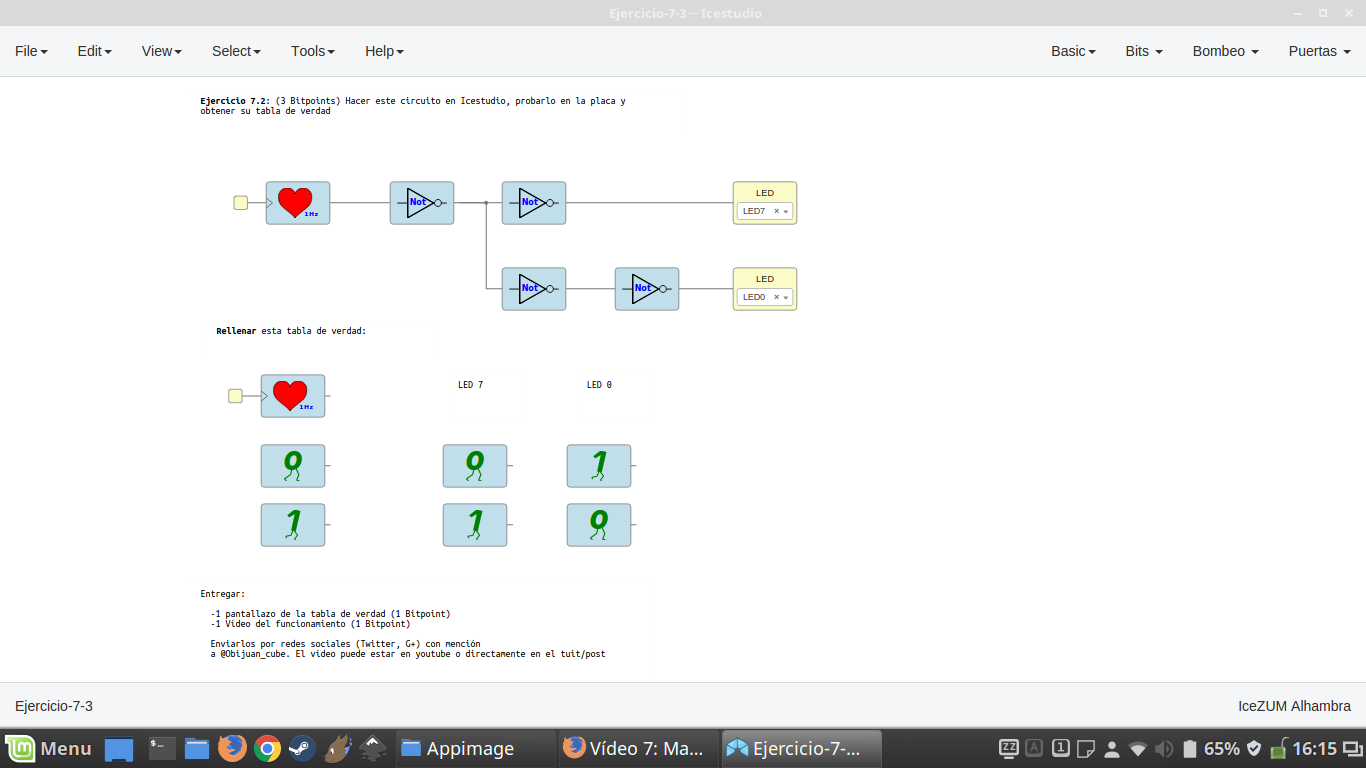 Ejercicio-7-3 — Icestudio
File Edit View Select Tools Help Basic Bits Bombeo Puertas
Ejercicio 7.2: (3 Bitpoints) Hacer este circuito en Icestudio, probarlo en la placa y
obtener su tabla de verdad
1Hz Not Not LED
LED7 ×
Not Not LED
LED0 ×
Rellenar esta tabla de verdad:
1Hz LED 7 LED 0
0 0 1
1 1 0
Entregar:
-1 pantallazo de la tabla de verdad (1 Bitpoint)
-1 Video del funcionamiento (1 Bitpoint)
Enviarlos por redes sociales (Twitter, G+) con mención
a @Obijuan_cube. El vídeo puede estar en youtube o directamente en el tuit/post
Ejercicio-7-3 IceZUM Alhambra
Menu Appimage Vídeo 7: Ma... Ejercicio-7-... ZZ A 1 65% 16:15